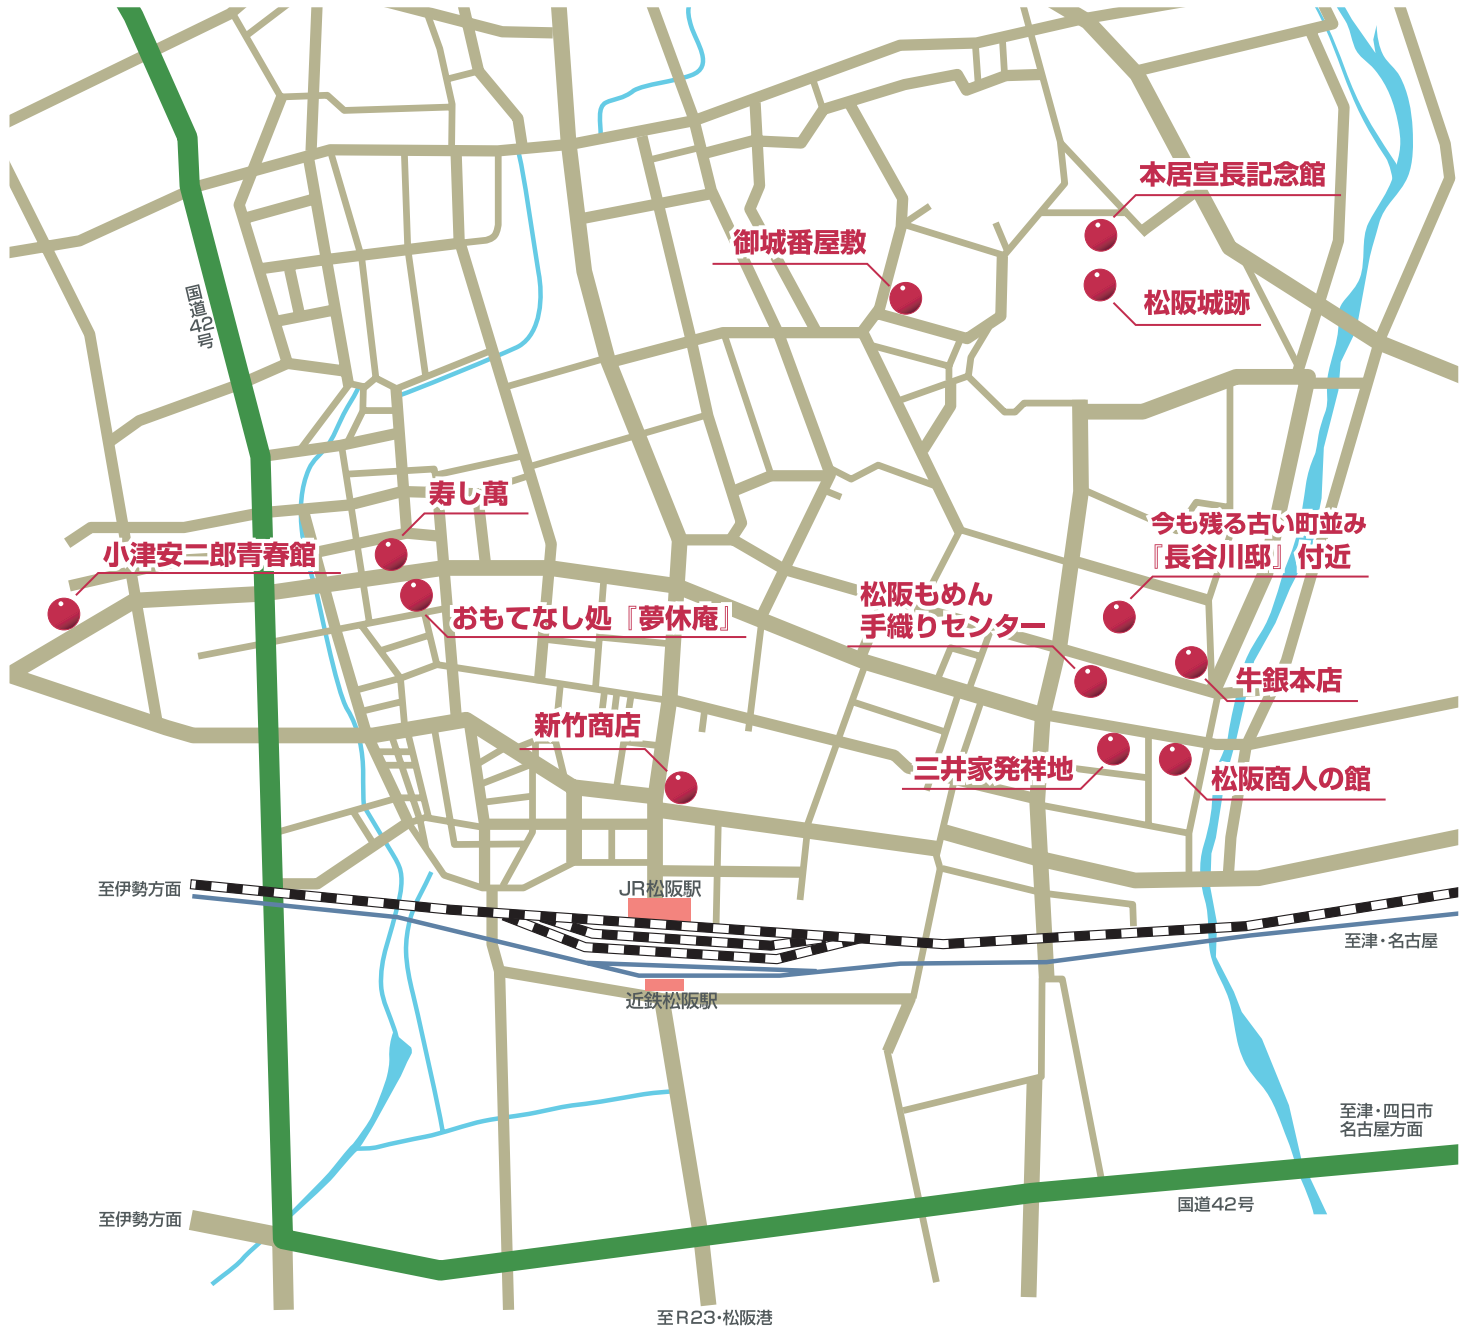 本居宣長記念館
御城番屋敷
松阪城跡
国道42号
寿し萬
今も残る古い町並み
『長谷川邸』付近
小津安二郎青春館
松阪もめん
手織りセンター
おもてなし処『夢休庵』
牛銀本店
新竹商店
三井家発祥地
松阪商人の館
至伊勢方面
JR松阪駅
至津・名古屋
近鉄松阪駅
至津・四日市
名古屋方面
国道42号
至伊勢方面
至R23・松阪港